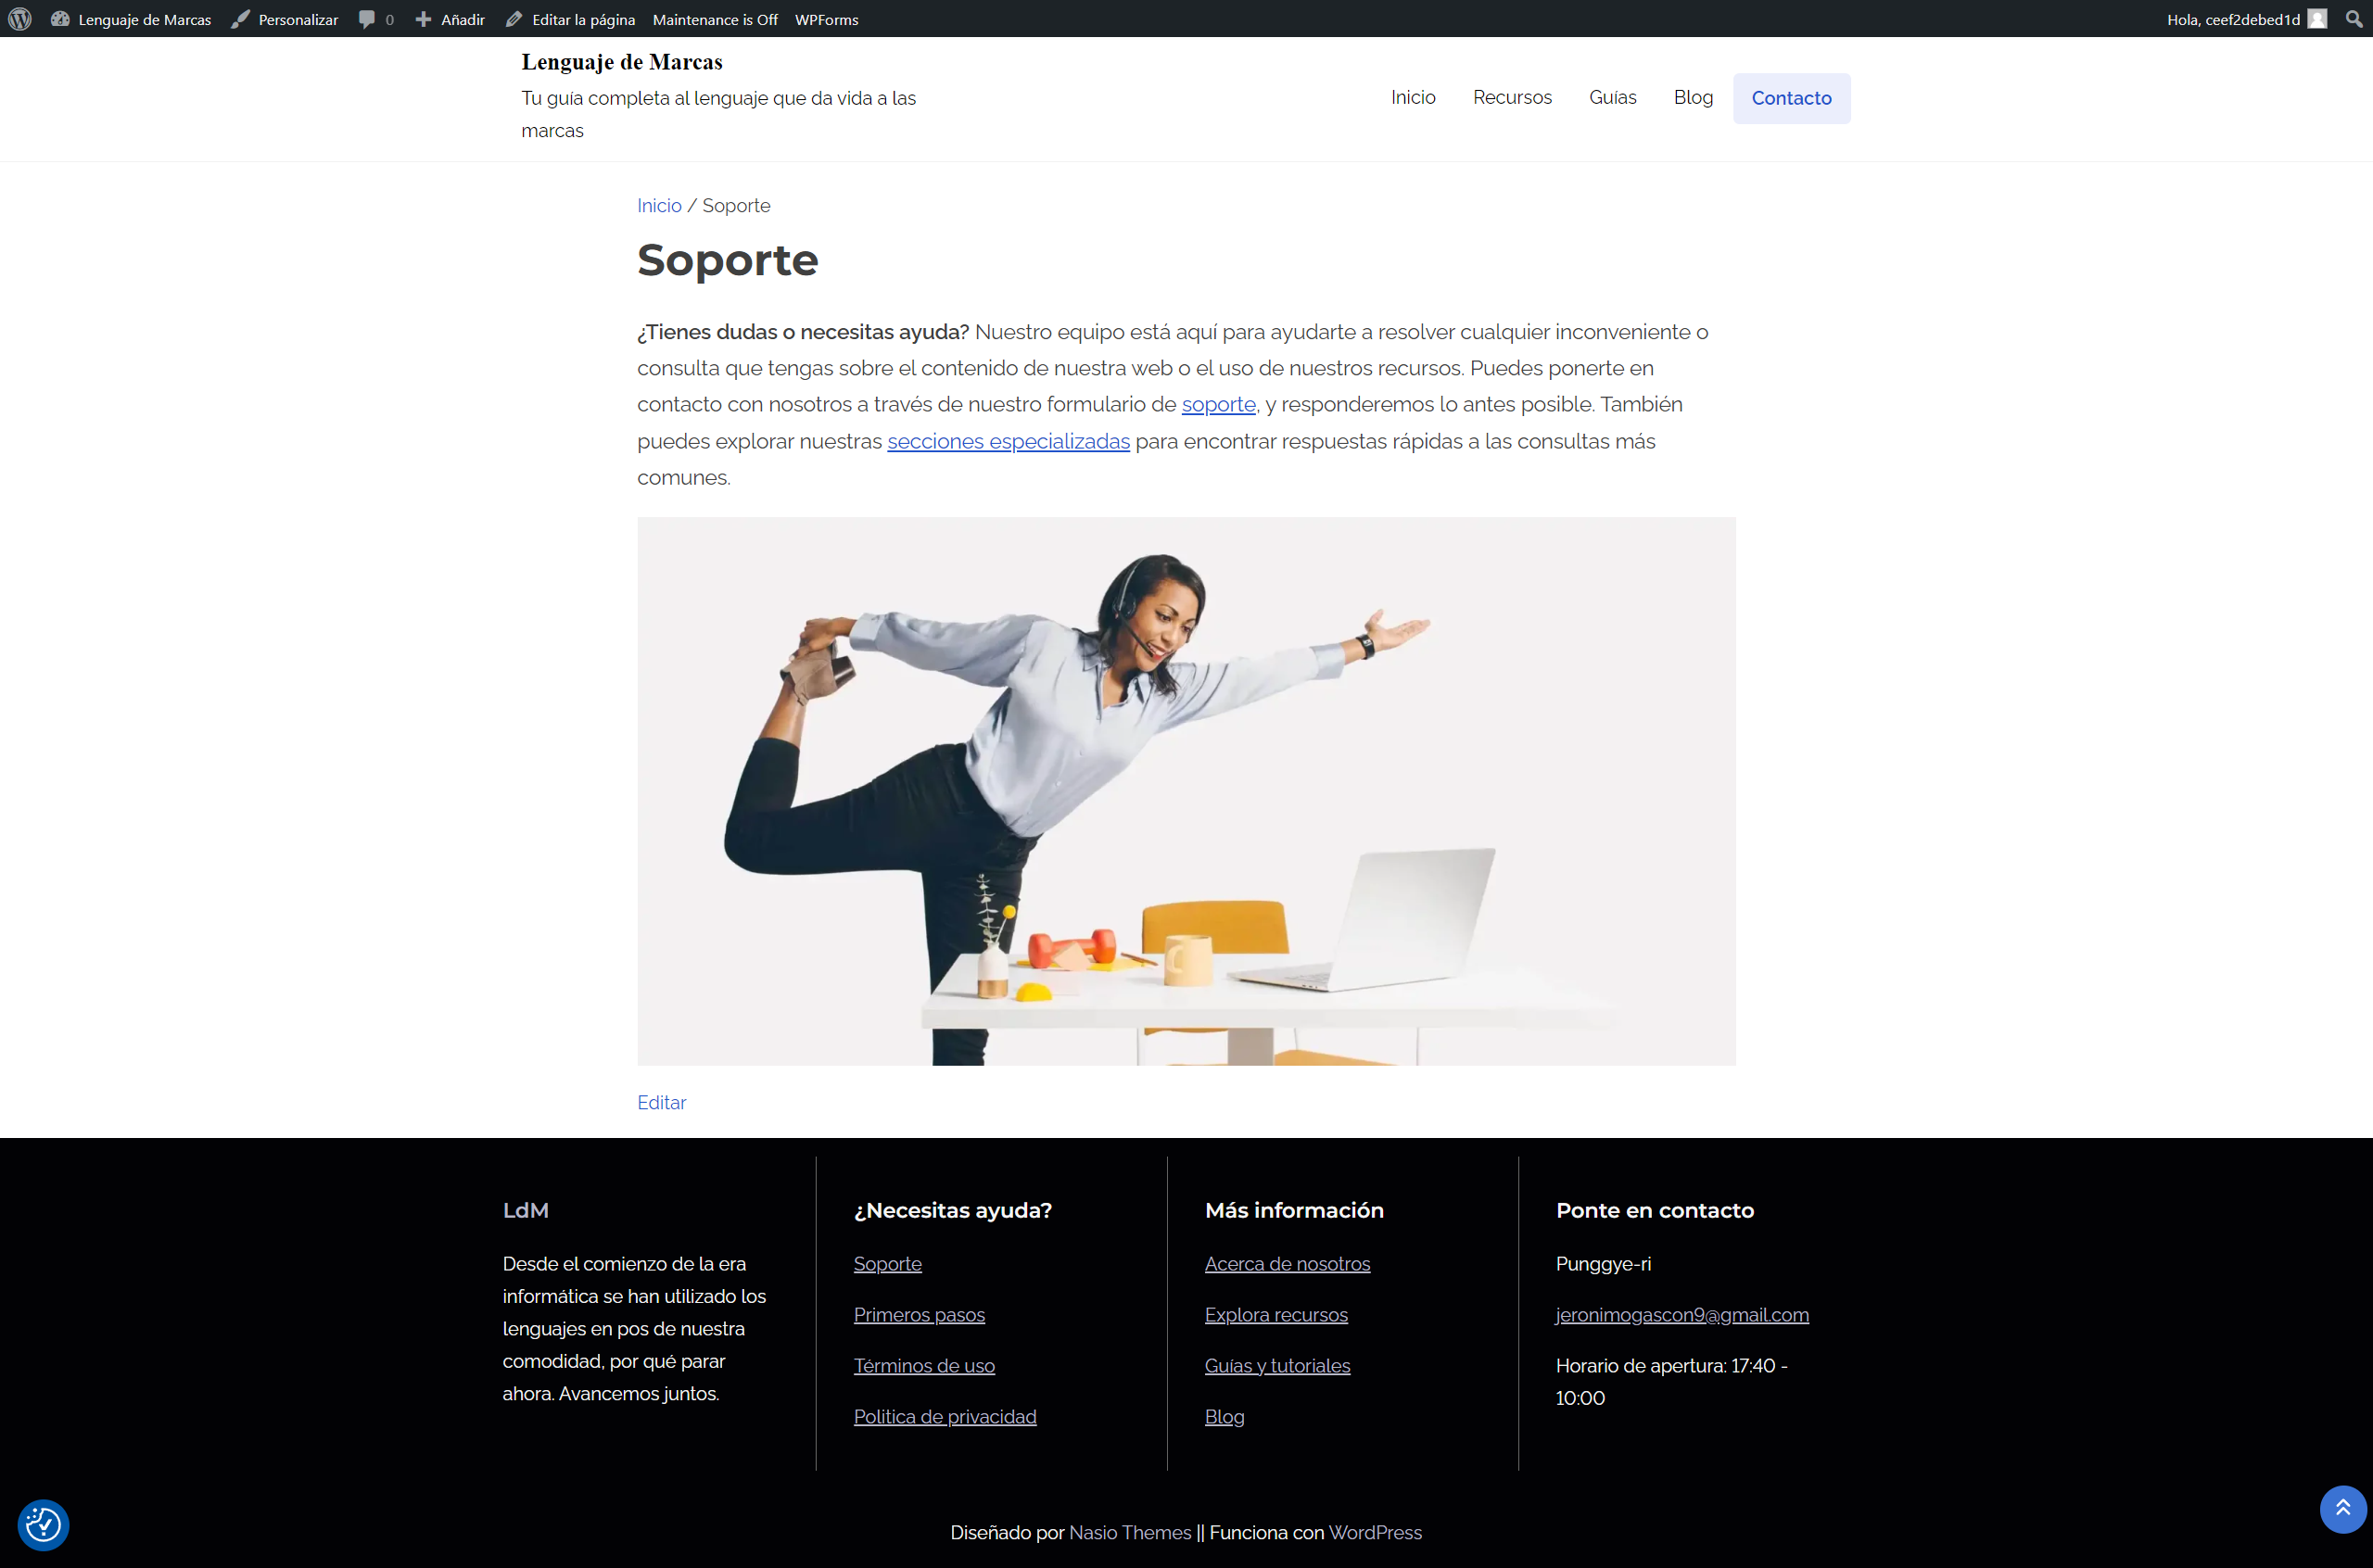 Lenguaje de Marcas Personalizar 0 Añadir Editar la página Maintenance is Off WPForms Hola, ceef2debed1d
Lenguaje de Marcas
Tu guía completa al lenguaje que da vida a las
marcas
Inicio Recursos Guías Blog Contacto
Inicio / Soporte
Soporte
¿Tienes dudas o necesitas ayuda? Nuestro equipo está aquí para ayudarte a resolver cualquier inconveniente o
consulta que tengas sobre el contenido de nuestra web o el uso de nuestros recursos. Puedes ponerte en
contacto con nosotros a través de nuestro formulario de soporte, y responderemos lo antes posible. También
puedes explorar nuestras secciones especializadas para encontrar respuestas rápidas a las consultas más
comunes.
Editar
LdM
Desde el comienzo de la era
informática se han utilizado los
lenguajes en pos de nuestra
comodidad, por qué parar
ahora. Avancemos juntos.
¿Necesitas ayuda?
Soporte
Primeros pasos
Términos de uso
Politica de privacidad
Más información
Acerca de nosotros
Explora recursos
Guías y tutoriales
Blog
Ponte en contacto
Punggye-ri
jeronimogascon9@gmail.com
Horario de apertura: 17:40 -
10:00
Diseñado por Nasio Themes || Funciona con WordPress